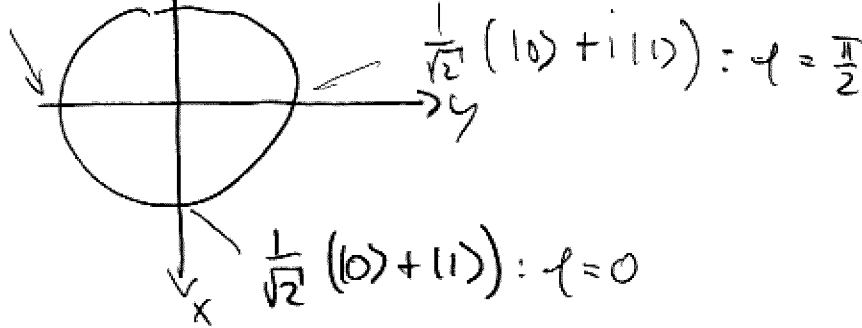 1/√2 (|0⟩ + i|1⟩) : φ = π/2
y
1/√2 (|0⟩ + |1⟩) : φ = 0
x